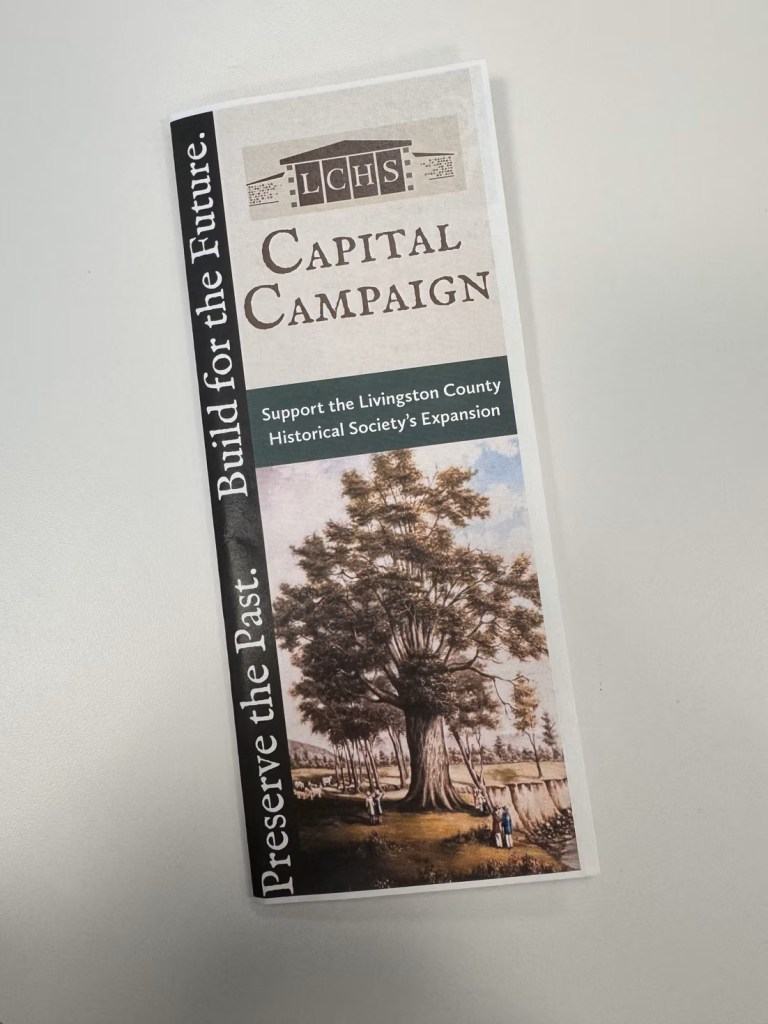 LCHS
CAPITAL
CAMPAIGN
Support the Livingston County
Historical Society's Expansion
Preserve the Past. Build for the Future.